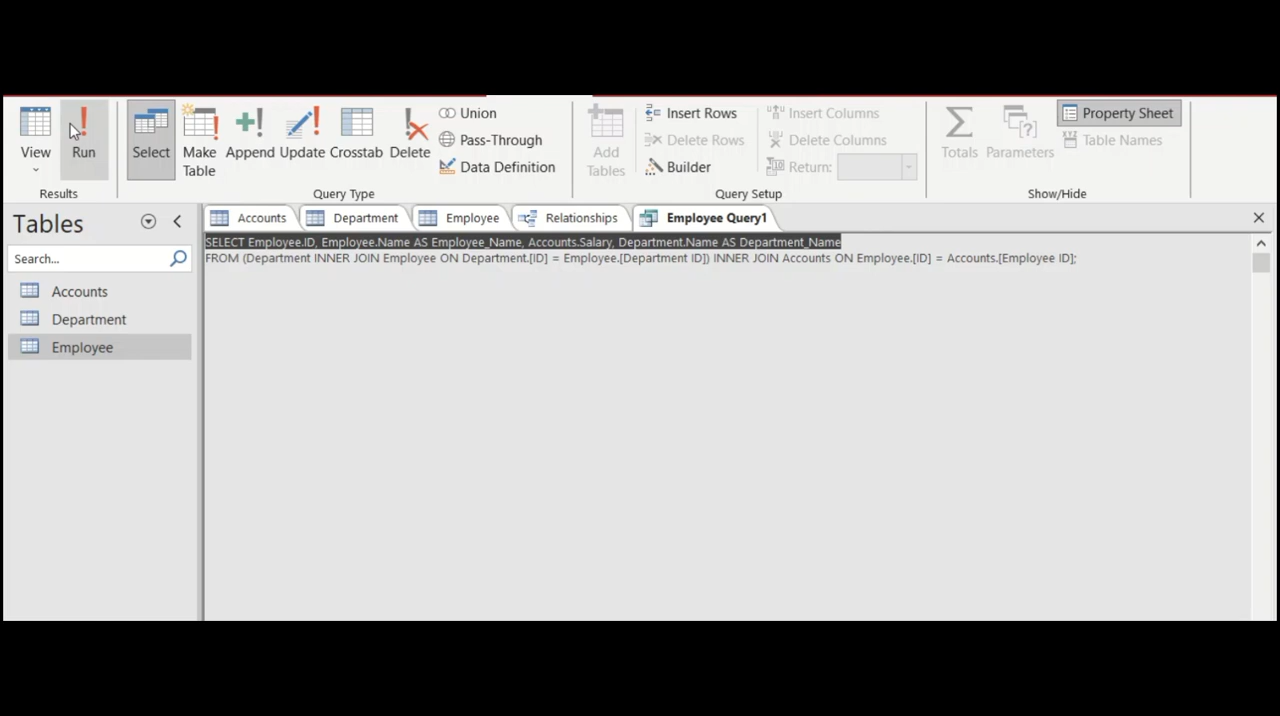 View
Run
Results
Select
Make
Table
Append
Update
Crosstab
Delete
Union
Pass-Through
Data Definition
Query Type
Add
Tables
Insert Rows
Delete Rows
Builder
Insert Columns
Delete Columns
Return:
Query Setup
Totals
Parameters
Property Sheet
Table Names
Show/Hide
Tables
Search...
Accounts
Department
Employee
Accounts
Department
Employee
Relationships
Employee Query1
SELECT Employee.ID, Employee.Name AS Employee_Name, Accounts.Salary, Department.Name AS Department_Name
FROM (Department INNER JOIN Employee ON Department.[ID] = Employee.[Department ID]) INNER JOIN Accounts ON Employee.[ID] = Accounts.[Employee ID];